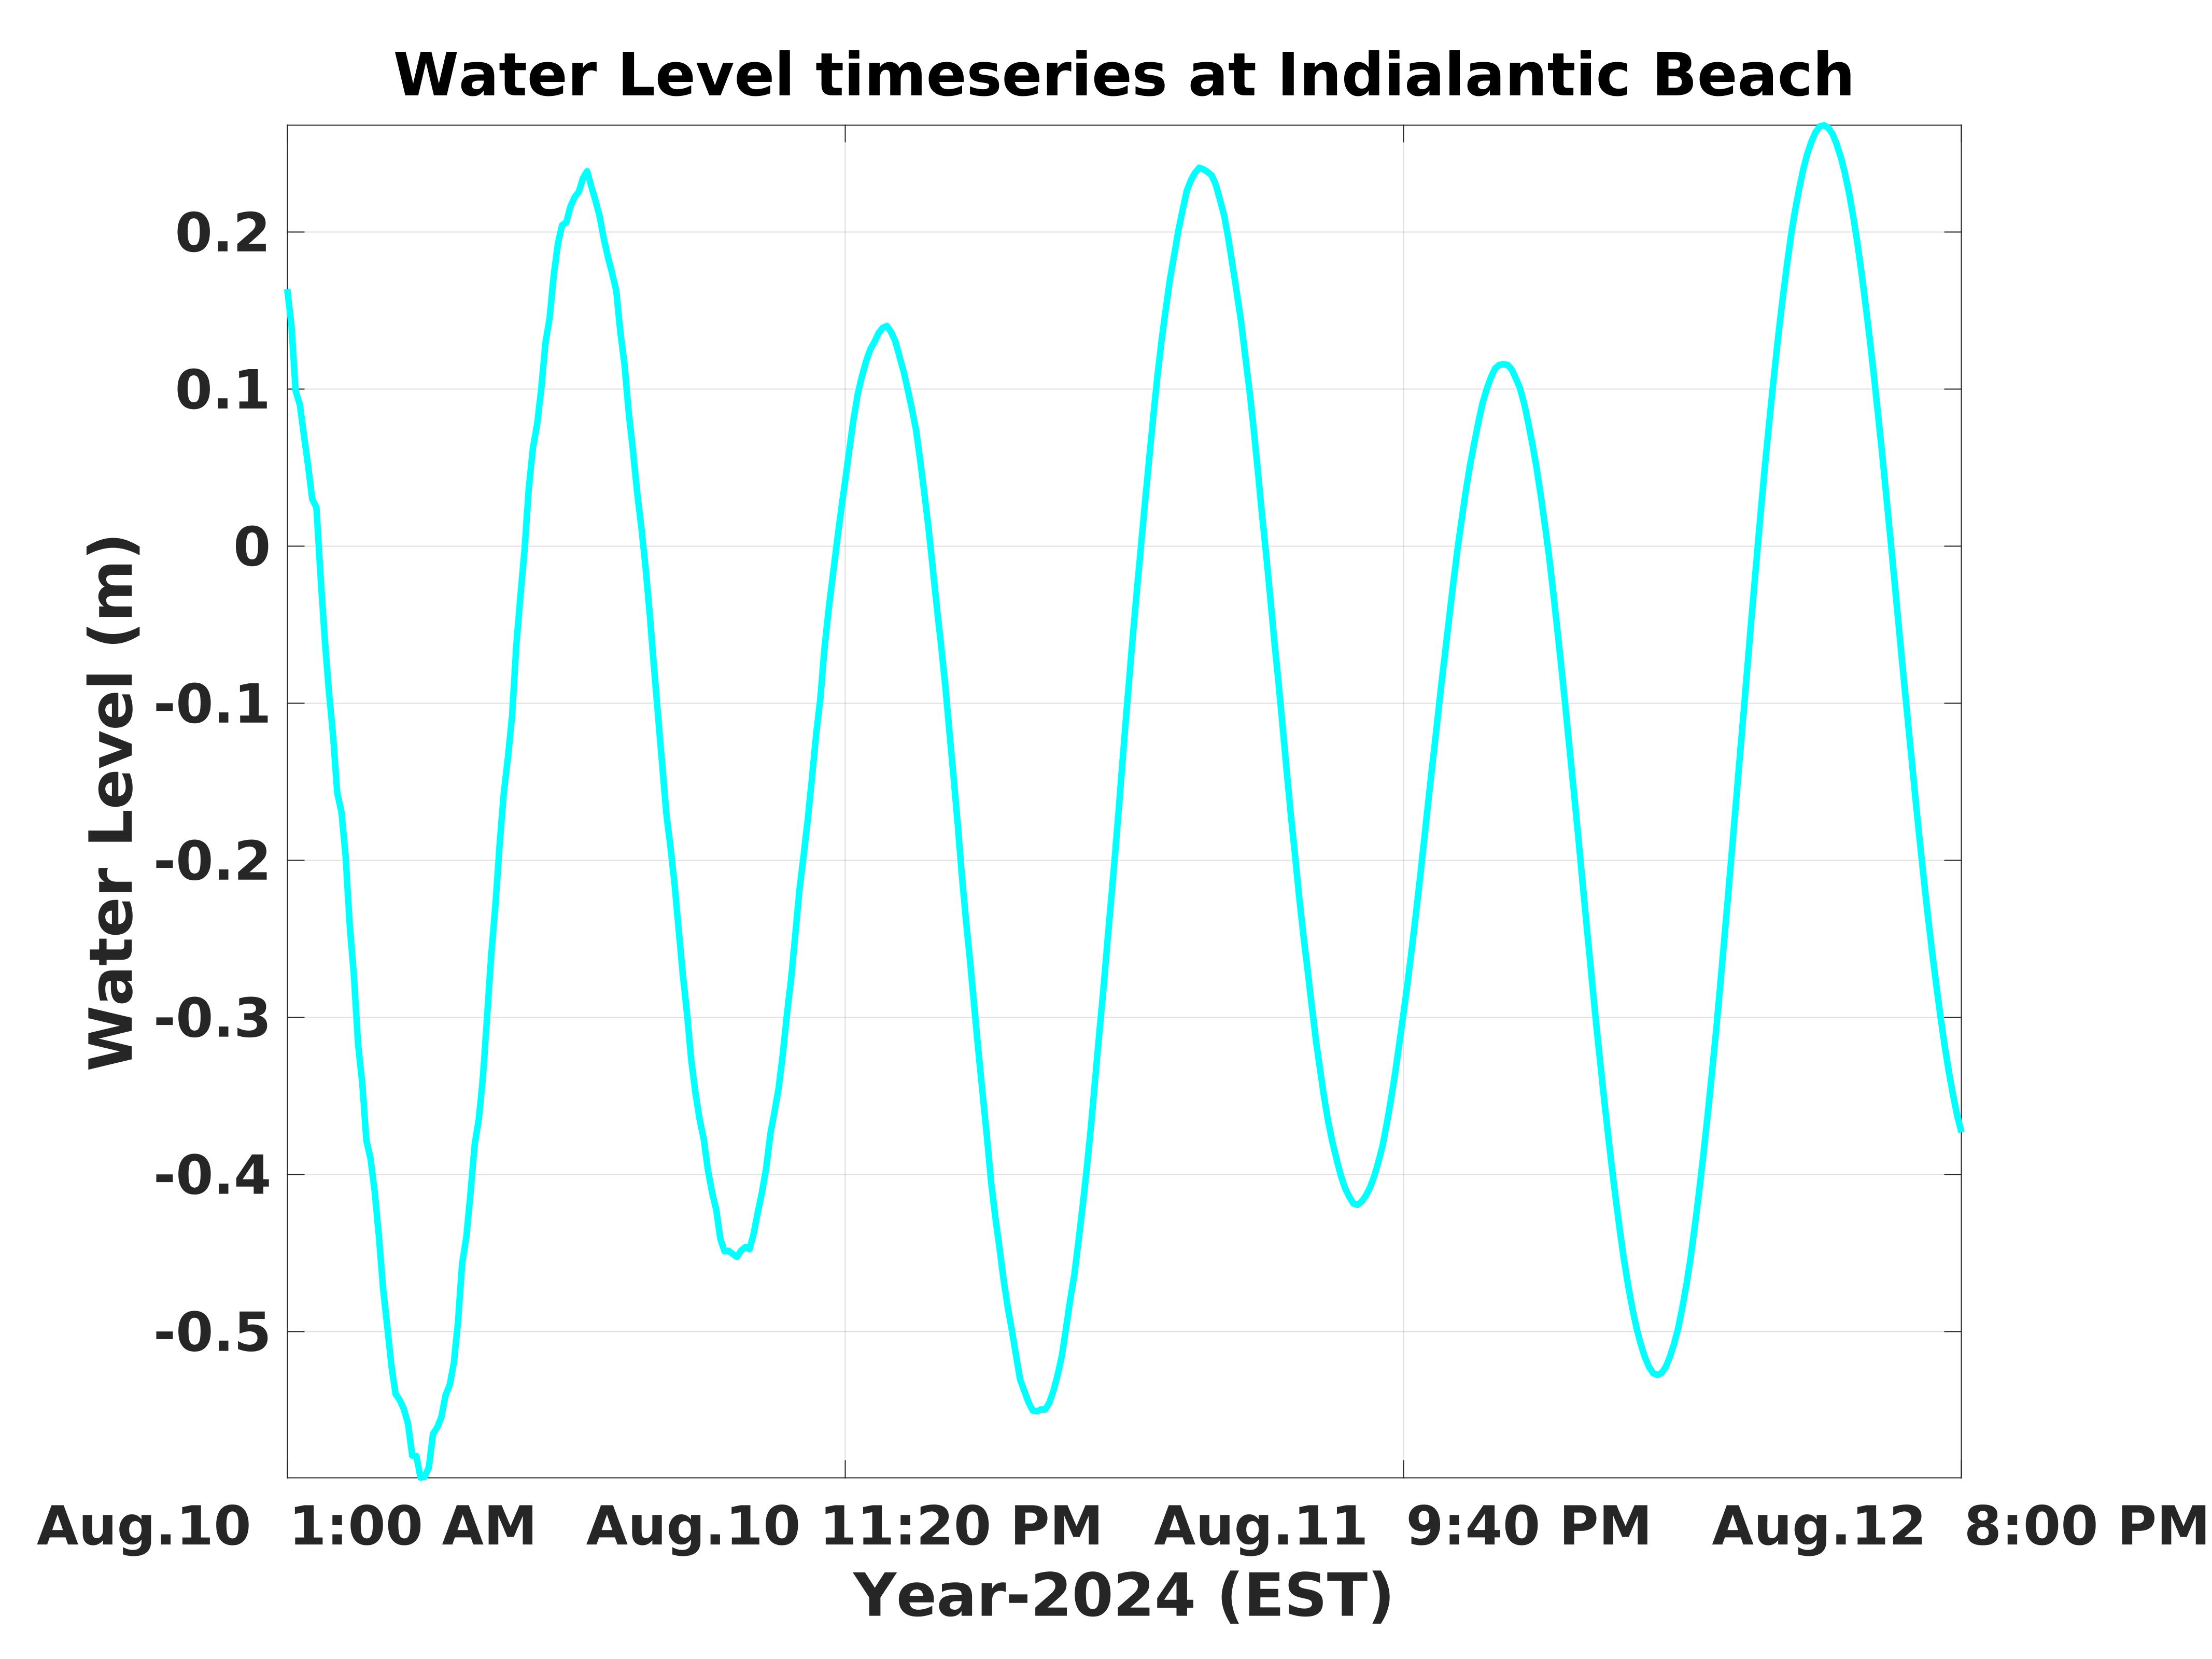 Water Level timeseries at Indialantic Beach
Water Level (m)
0.2
0.1
0
-0.1
-0.2
-0.3
-0.4
-0.5
Aug.10  1:00 AM
Aug.10 11:20 PM
Aug.11  9:40 PM
Aug.12  8:00 PM
Year-2024 (EST)